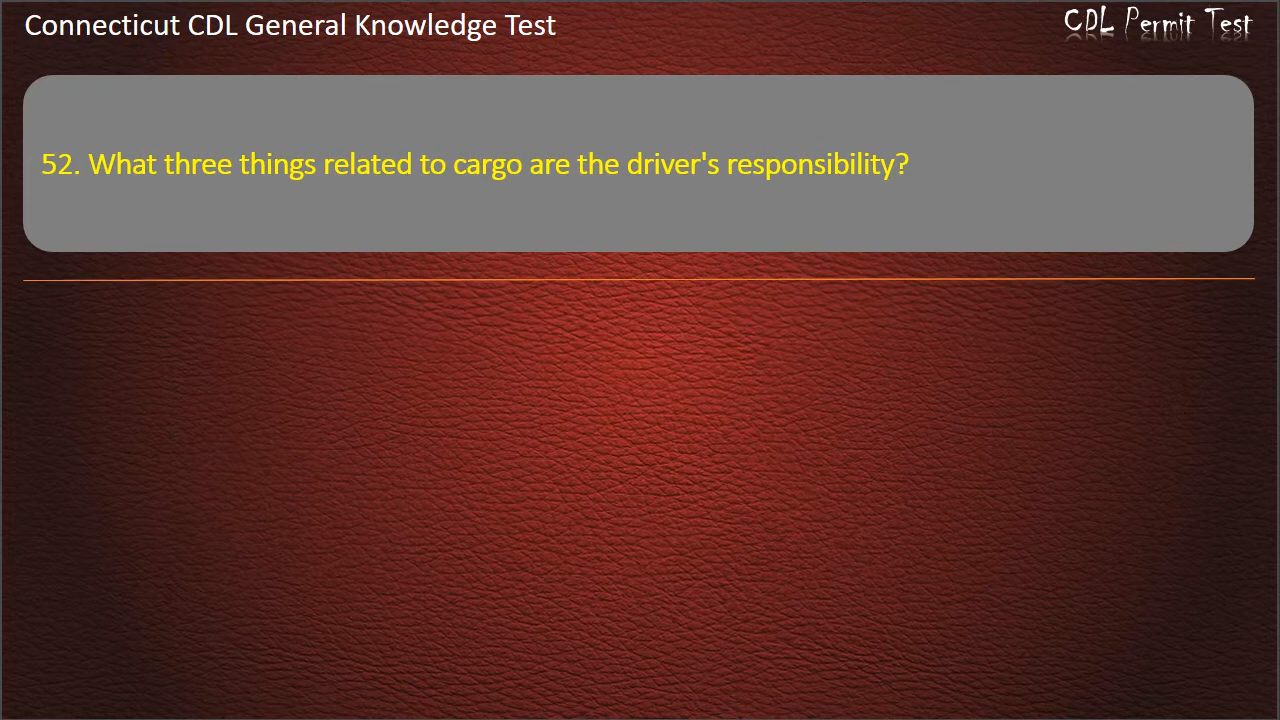 Connecticut CDL General Knowledge Test
CDL Permit Test
52. What three things related to cargo are the driver's responsibility?